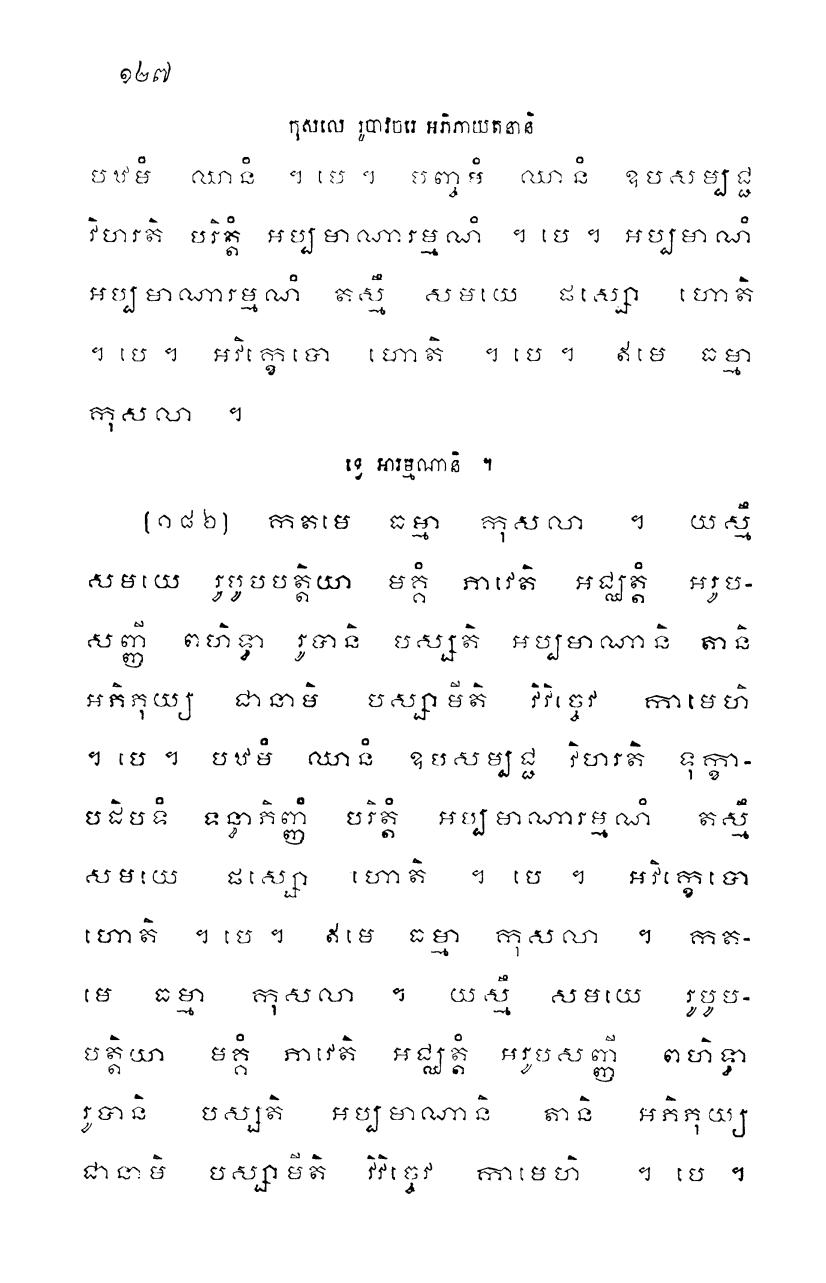 ១២៧
កុសលេ រូបាវចរេ អភិភាយតនានិ
បឋមំ ឈានំ ។ បេ ។ បញ្ចមំ ឈានំ ឧបសម្បជ្ជ
វិហរតិ បរិត្តំ អប្បមាណារម្មណំ ។ បេ ។ អប្បមាណំ
អប្បមាណារម្មណំ តស្មឹ សមយេ ផស្សោ ហោតិ
។ បេ ។ អវិក្ខេបោ ហោតិ ។ បេ ។ ឥមេ ធម្មា
កុសលា ។
ទ្វេ អារម្មណានិ ។
(១៨៦) កតមេ ធម្មា កុសលា ។ យស្មឹ
សមយេ រូបូបបត្តិយា មគ្គំ ភាវេតិ អជ្ឈត្តំ អរូប-
សញ្ញី ពហិទ្ធា រូបានិ បស្សតិ អប្បមាណានិ តានិ
អភិភុយ្យ ជានាមិ បស្សាមីតិ វិវិច្ចេវ កាមេហិ
។ បេ ។ បឋមំ ឈានំ ឧបសម្បជ្ជ វិហរតិ ទុក្ខា-
បដិបទំ ទន្ធាភិញ្ញំ បរិត្តំ អប្បមាណារម្មណំ តស្មឹ
សមយេ ផស្សោ ហោតិ ។ បេ ។ អវិក្ខេបោ
ហោតិ ។ បេ ។ ឥមេ ធម្មា កុសលា ។ កត-
មេ ធម្មា កុសលា ។ យស្មឹ សមយេ រូបូប-
បត្តិយា មគ្គំ ភាវេតិ អជ្ឈត្តំ អរូបសញ្ញី ពហិទ្ធា
រូបានិ បស្សតិ អប្បមាណានិ តានិ អភិភុយ្យ
ជានាមិ បស្សាមីតិ វិវិច្ចេវ កាមេហិ ។ បេ ។